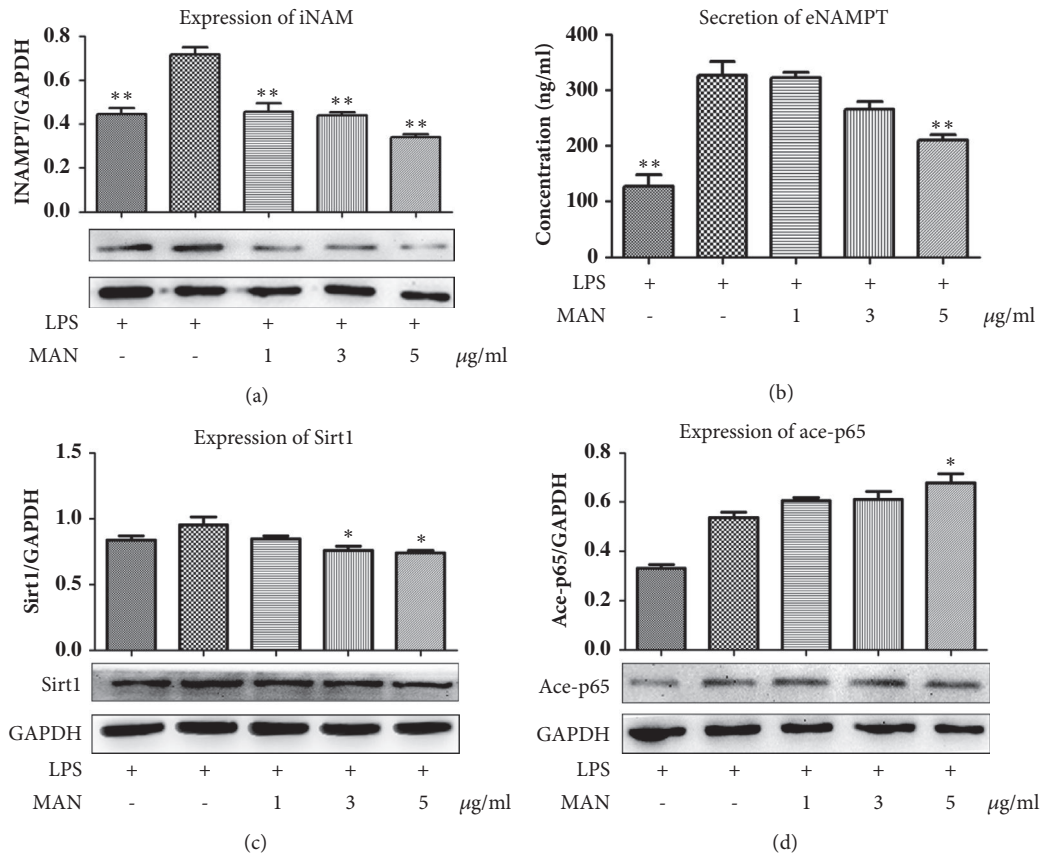 Expression of iNAM
INAMPT/GAPDH
0.8
0.6
0.4
0.2
0.0
** ** ** **
LPS + + + + +
MAN - - 1 3 5 μg/ml
(a)
Secretion of eNAMPT
Concentration (ng/ml)
400
300
200
100
0
** **
LPS + + + + +
MAN - - 1 3 5 μg/ml
(b)
Expression of Sirt1
Sirt1/GAPDH
1.5
1.0
0.5
0.0
* *
Sirt1
GAPDH
LPS + + + + +
MAN - - 1 3 5 μg/ml
(c)
Expression of ace-p65
Ace-p65/GAPDH
0.8
0.6
0.4
0.2
0.0
*
Ace-p65
GAPDH
LPS + + + + +
MAN - - 1 3 5 μg/ml
(d)